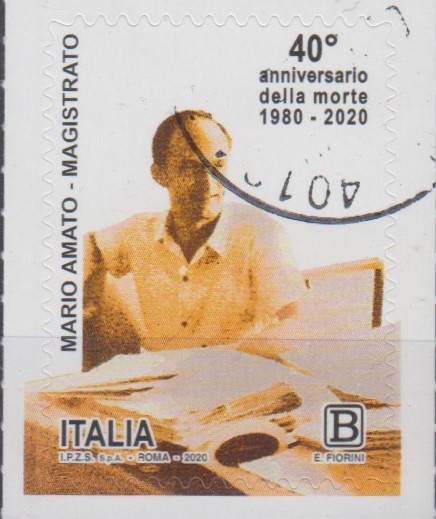 40°
anniversario
della morte
1980 - 2020
MARIO AMATO - MAGISTRATO
ITALIA
I.P.Z.S. S.p.A. - ROMA - 2020
B
E. FIORINI